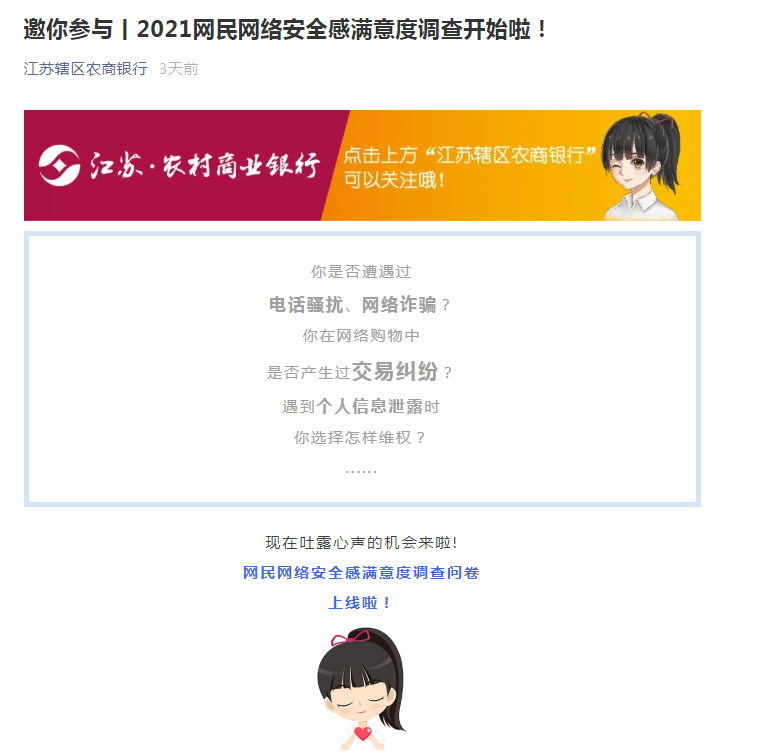 邀你参与丨2021网民网络安全感满意度调查开始啦！
江苏辖区农商银行 3天前
江苏·农村商业银行
点击上方“江苏辖区农商银行”
可以关注哦！
你是否遭遇过
电话骚扰、网络诈骗？
你在网络购物中
是否产生过交易纠纷？
遇到个人信息泄露时
你选择怎样维权？
……
现在吐露心声的机会来啦!
网民网络安全感满意度调查问卷
上线啦！